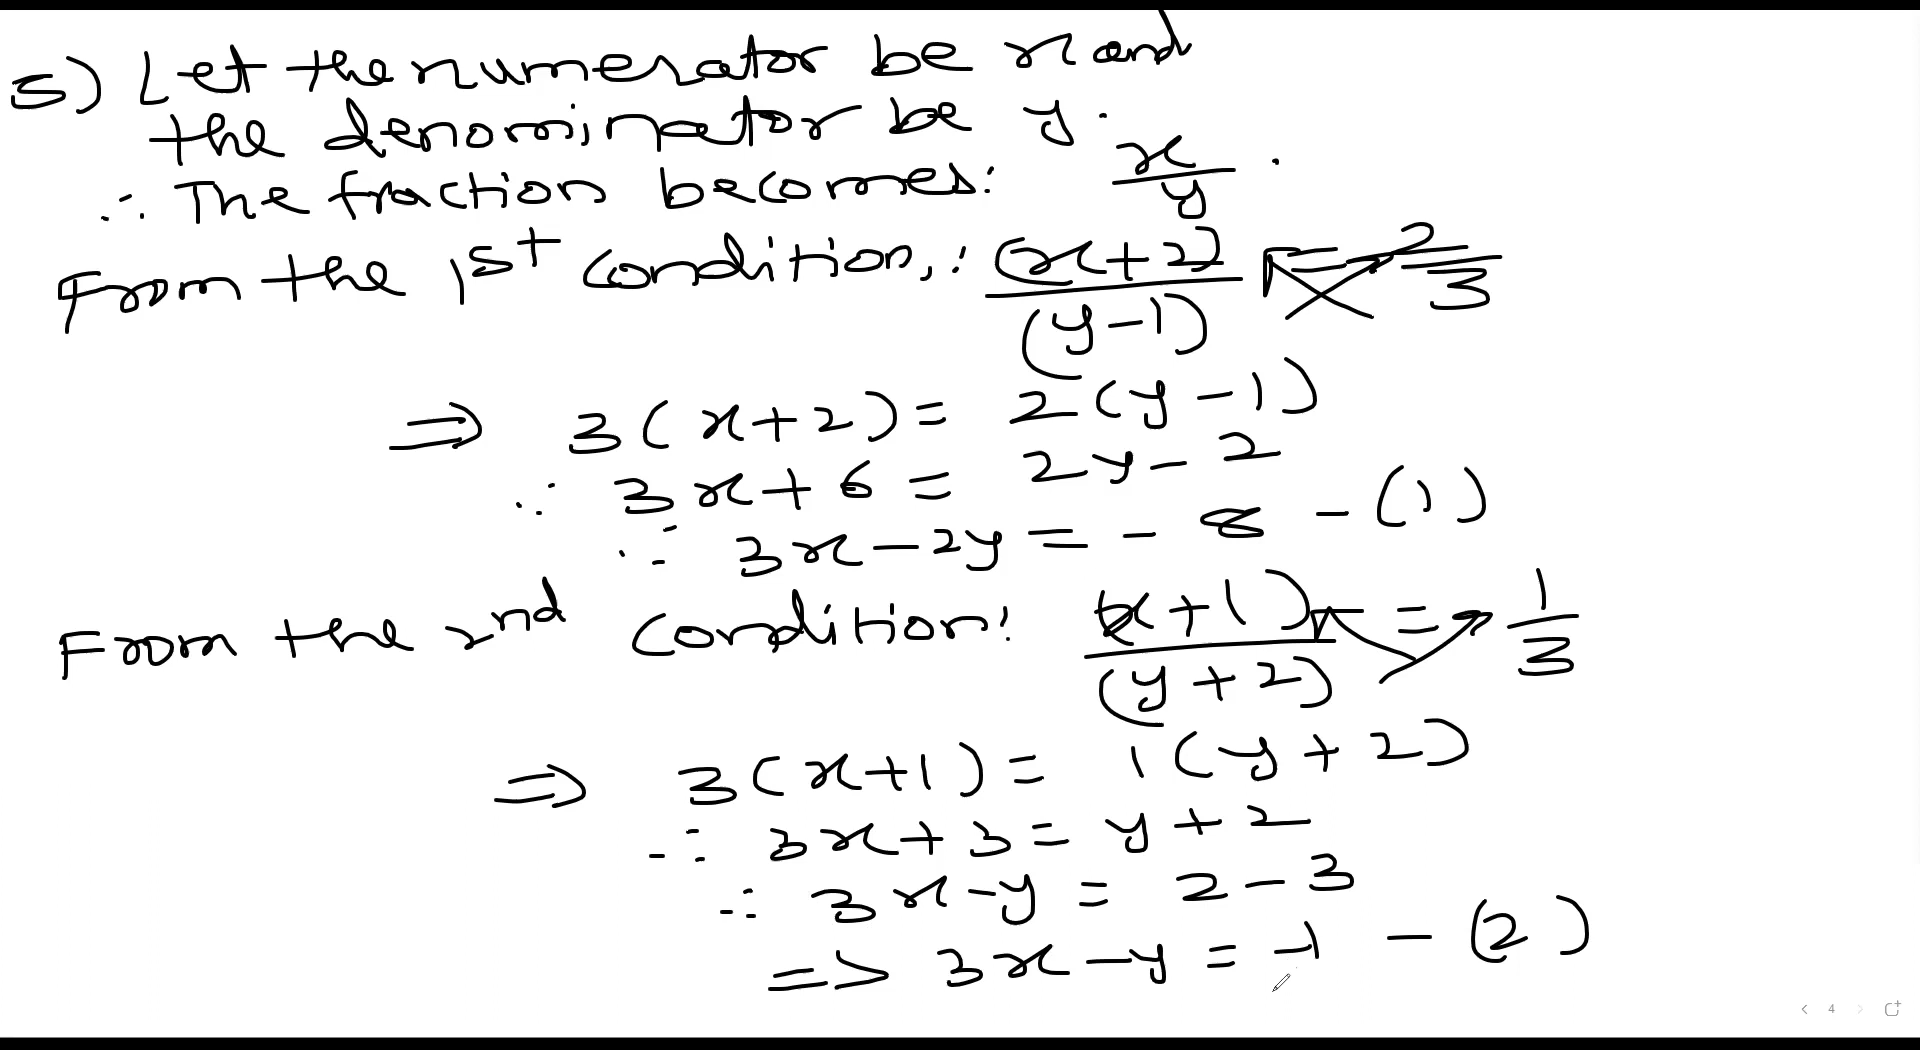 5) Let the numerator be x and
the denominator be y.
∴ The fraction becomes: x/y.
From the 1st condition,: (x+2)/(y-1) = 2/3
⇒ 3(x+2) = 2(y-1)
∵ 3x+6 = 2y-2
∵ 3x-2y = -8 - (1)
From the 2nd condition: (x+1)/(y+2) = 1/3
⇒ 3(x+1) = 1(y+2)
∴ 3x+3 = y+2
∴ 3x-y = 2-3
=> 3x-y = -1 - (2)
4